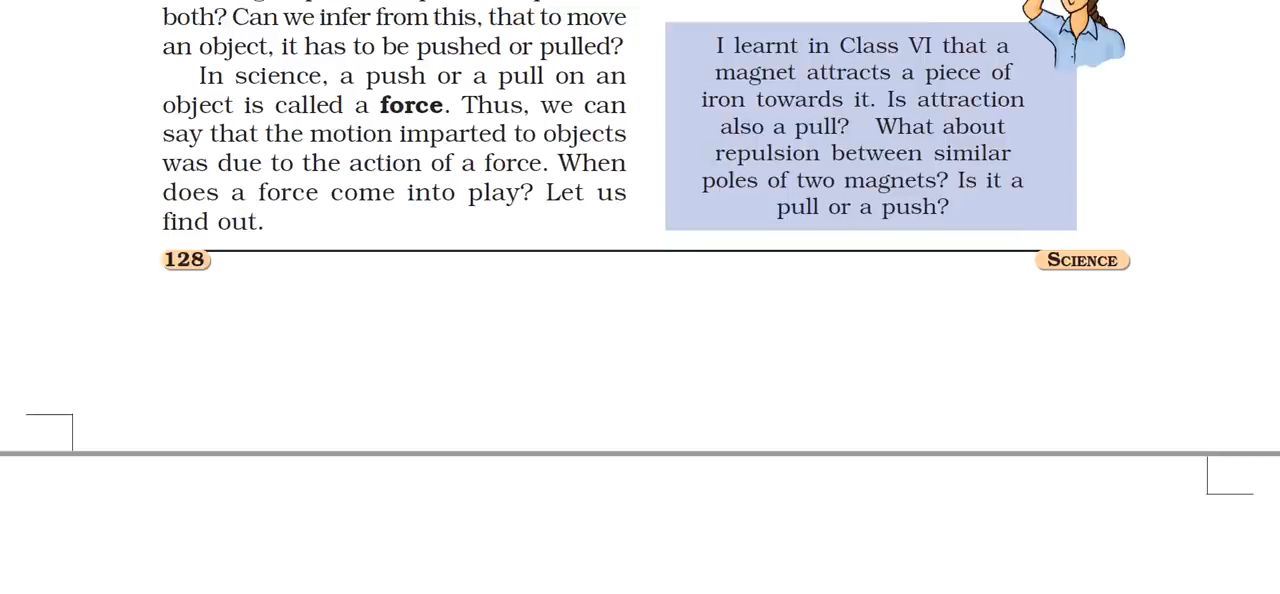 both? Can we infer from this, that to move
an object, it has to be pushed or pulled?
In science, a push or a pull on an
object is called a force. Thus, we can
say that the motion imparted to objects
was due to the action of a force. When
does a force come into play? Let us
find out.
I learnt in Class VI that a
magnet attracts a piece of
iron towards it. Is attraction
also a pull? What about
repulsion between similar
poles of two magnets? Is it a
pull or a push?
128
SCIENCE